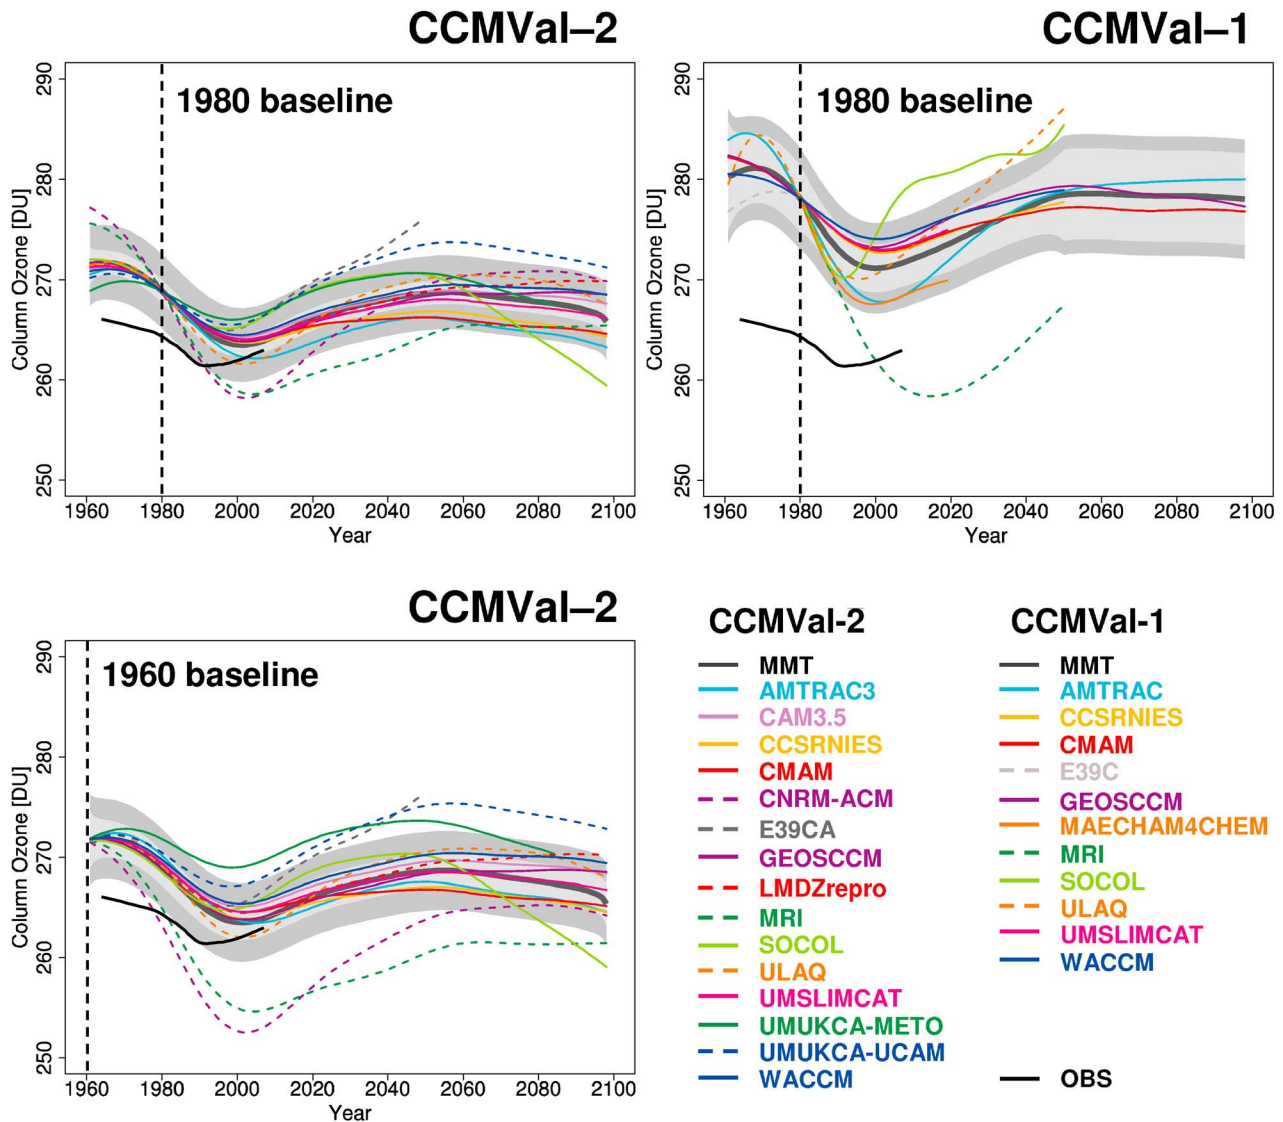 CCMVal–2
1980 baseline
290
280
270
260
250
Column Ozone [DU]
1960 1980 2000 2020 2040 2060 2080 2100
Year
CCMVal–1
1980 baseline
290
280
270
260
250
Column Ozone [DU]
1960 1980 2000 2020 2040 2060 2080 2100
Year
CCMVal–2
1960 baseline
290
280
270
260
250
Column Ozone [DU]
1960 1980 2000 2020 2040 2060 2080 2100
Year
CCMVal-2
MMT
AMTRAC3
CAM3.5
CCSRNIES
CMAM
CNRM-ACM
E39CA
GEOSCCM
LMDZrepro
MRI
SOCOL
ULAQ
UMSLIMCAT
UMUKCA-METO
UMUKCA-UCAM
WACCM
CCMVal-1
MMT
AMTRAC
CCSRNIES
CMAM
E39C
GEOSCCM
MAECHAM4CHEM
MRI
SOCOL
ULAQ
UMSLIMCAT
WACCM
OBS